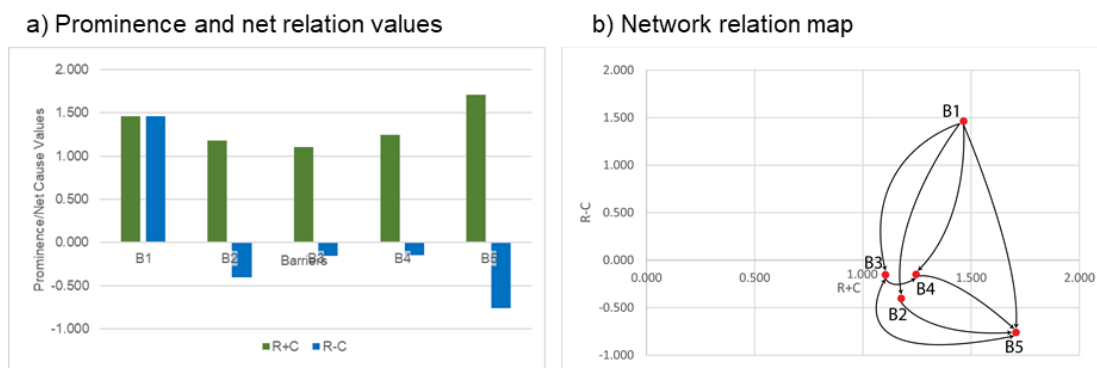 a) Prominence and net relation values
2.000
1.500
1.000
0.500
0.000
-0.500
-1.000
Prominence/Net Cause Values
B1
B2
B3
B4
B5
Barriers
R+C
R-C
b) Network relation map
2.000
1.500
1.000
0.500
0.000
-0.500
-1.000
R-C
0.000
0.500
1.000
1.500
2.000
R+C
B1
B3
B4
B2
B5